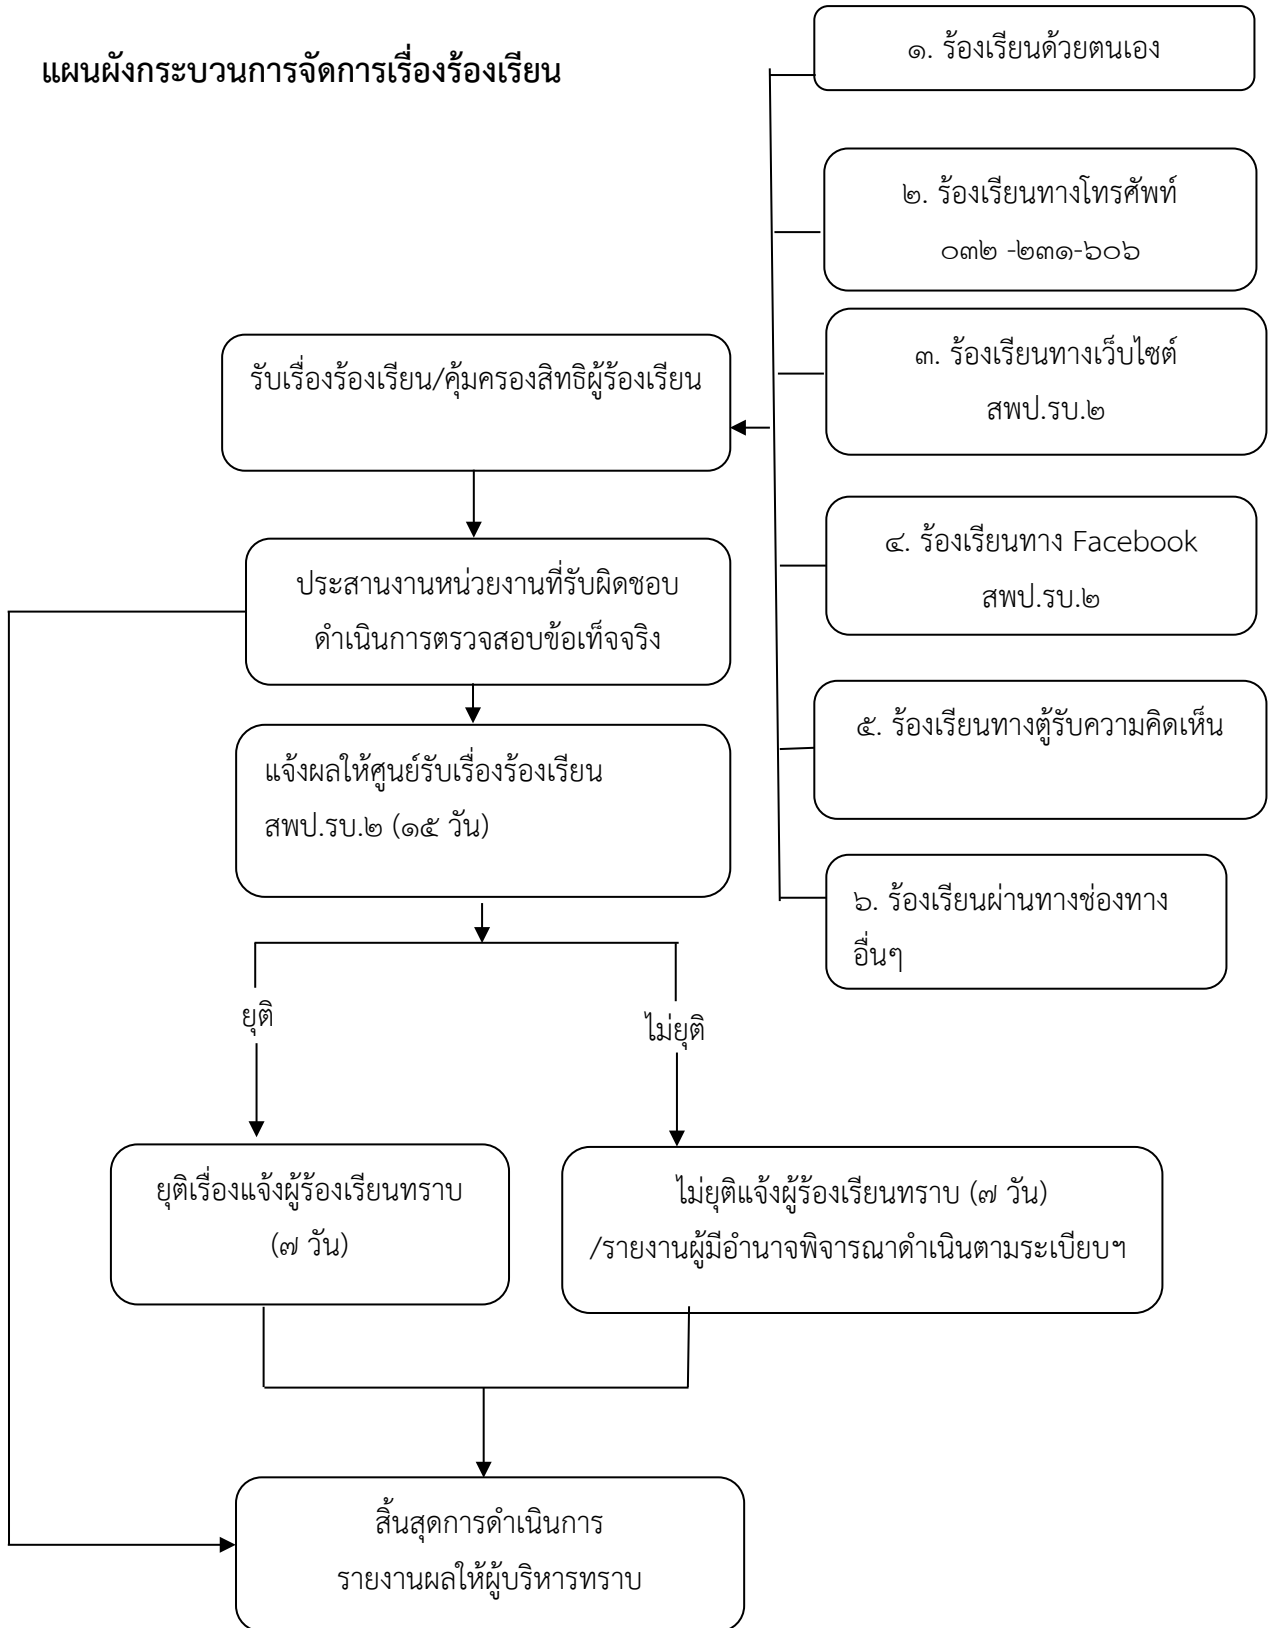 แผนผังกระบวนการจัดการเรื่องร้องเรียน
๑. ร้องเรียนด้วยตนเอง
๒. ร้องเรียนทางโทรศัพท์
๐๓๒ -๒๓๑-๖๐๖
๓. ร้องเรียนทางเว็บไซต์
สพป.รบ.๒
๔. ร้องเรียนทาง Facebook
สพป.รบ.๒
๕. ร้องเรียนทางตู้รับความคิดเห็น
๖. ร้องเรียนผ่านทางช่องทาง
อื่นๆ
รับเรื่องร้องเรียน/คุ้มครองสิทธิผู้ร้องเรียน
ประสานงานหน่วยงานที่รับผิดชอบ
ดำเนินการตรวจสอบข้อเท็จจริง
แจ้งผลให้ศูนย์รับเรื่องร้องเรียน
สพป.รบ.๒ (๑๕ วัน)
ยุติ
ไม่ยุติ
ยุติเรื่องแจ้งผู้ร้องเรียนทราบ
(๗ วัน)
ไม่ยุติแจ้งผู้ร้องเรียนทราบ (๗ วัน)
/รายงานผู้มีอำนาจพิจารณาดำเนินตามระเบียบฯ
สิ้นสุดการดำเนินการ
รายงานผลให้ผู้บริหารทราบ